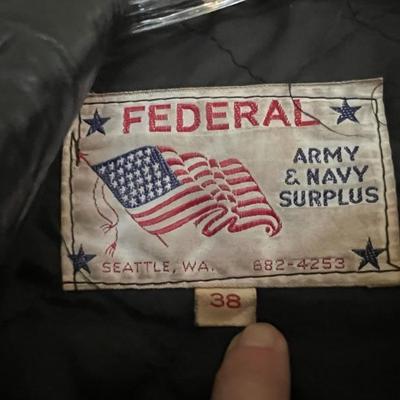 FEDERAL
ARMY
& NAVY
SURPLUS
SEATTLE, WA. 682-4253
38